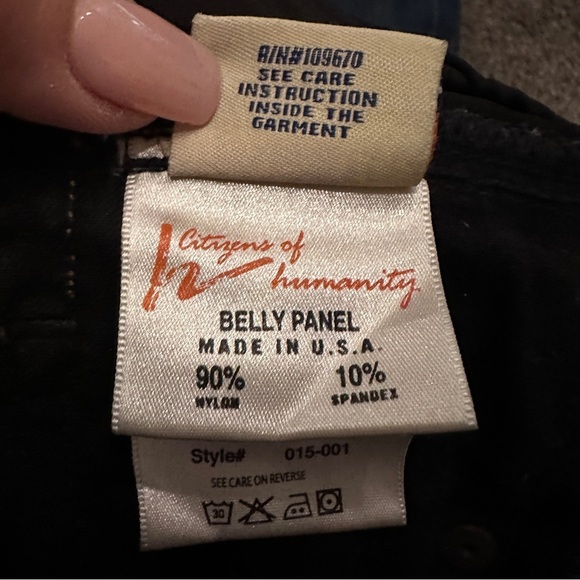 R/N#109670
SEE CARE
INSTRUCTION
INSIDE THE
GARMENT
Citizens of
humanity
BELLY PANEL
MADE IN U.S.A.
90% 10%
NYLON SPANDEX
Style# 015-001
SEE CARE ON REVERSE
30